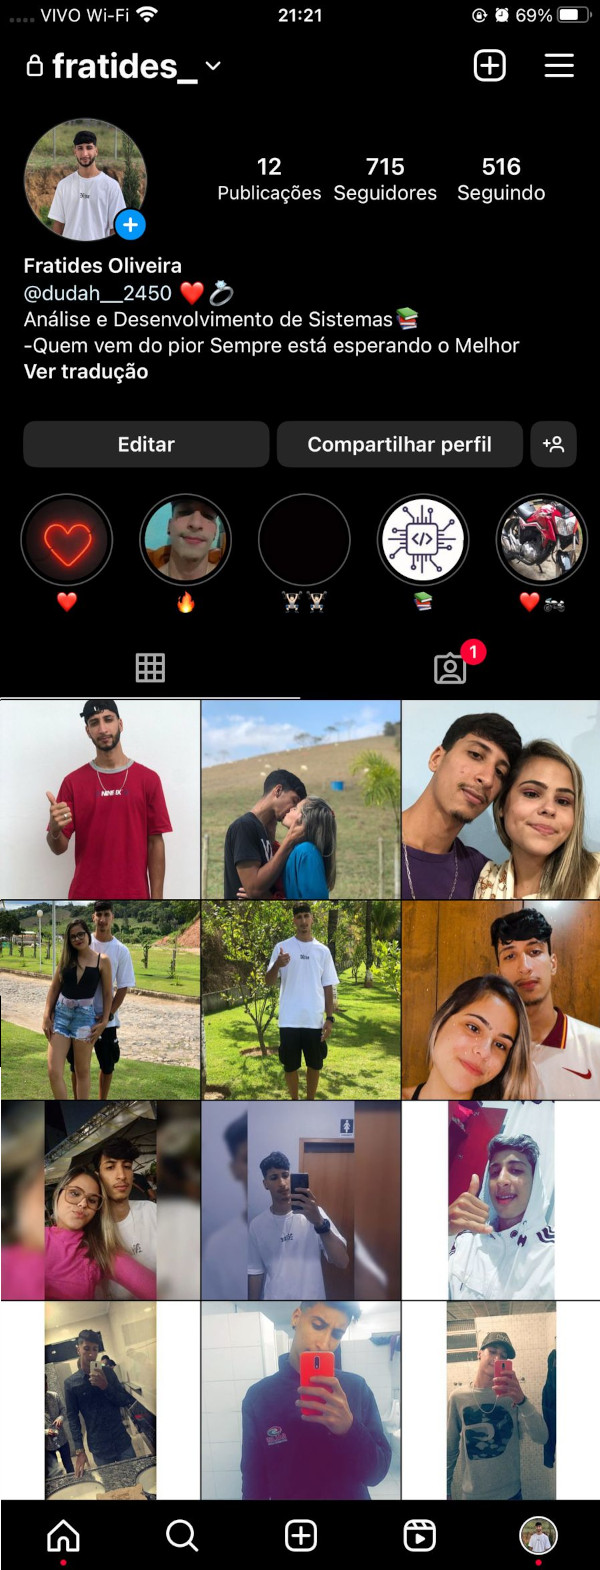 VIVO Wi-Fi
21:21
69%
fratides_
12
715
516
Publicações
Seguidores
Seguindo
Fratides Oliveira
@dudah__2450 ❤️ 💍
Análise e Desenvolvimento de Sistemas📚
-Quem vem do pior Sempre está esperando o Melhor
Ver tradução
Editar
Compartilhar perfil
</>
❤️
🔥
🏋🏻🏋🏻
📚
❤️🏍️
1